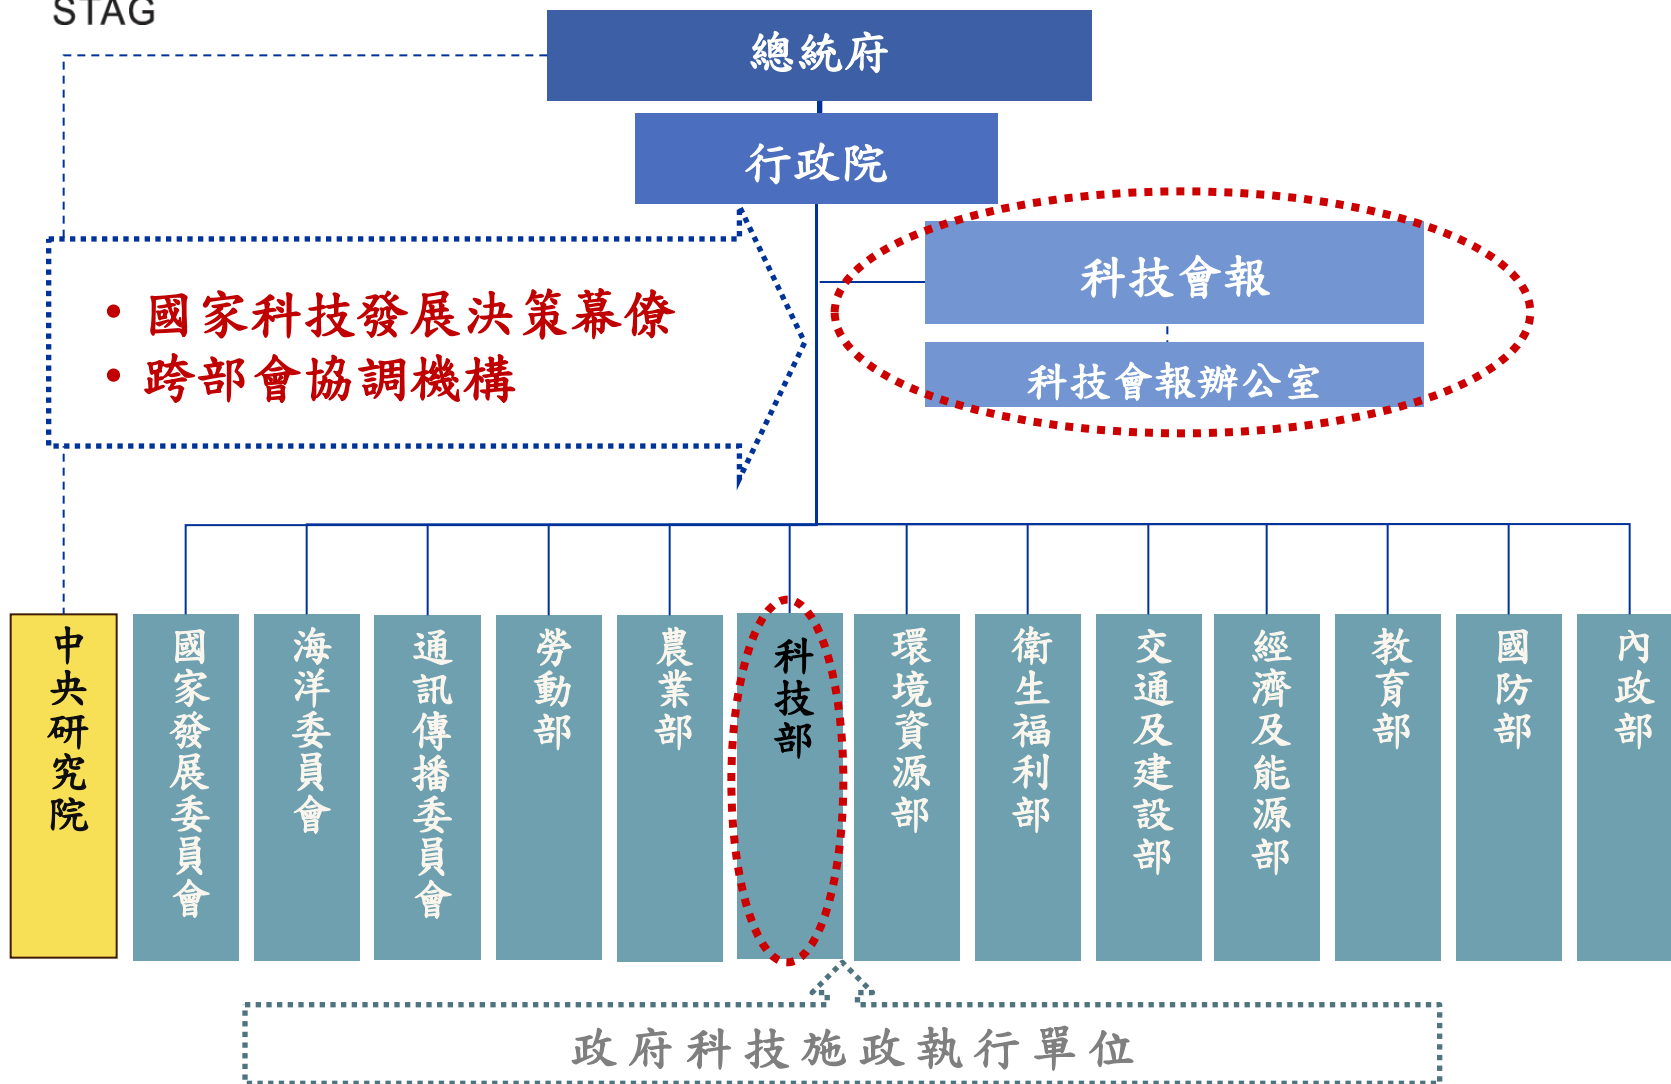 STAG
總統府
行政院
科技會報
科技會報辦公室
• 國家科技發展決策幕僚
• 跨部會協調機構
中央研究院
國家發展委員會
海洋委員會
通訊傳播委員會
勞動部
農業部
科技部
環境資源部
衛生福利部
交通及建設部
經濟及能源部
教育部
國防部
內政部
政府科技施政執行單位